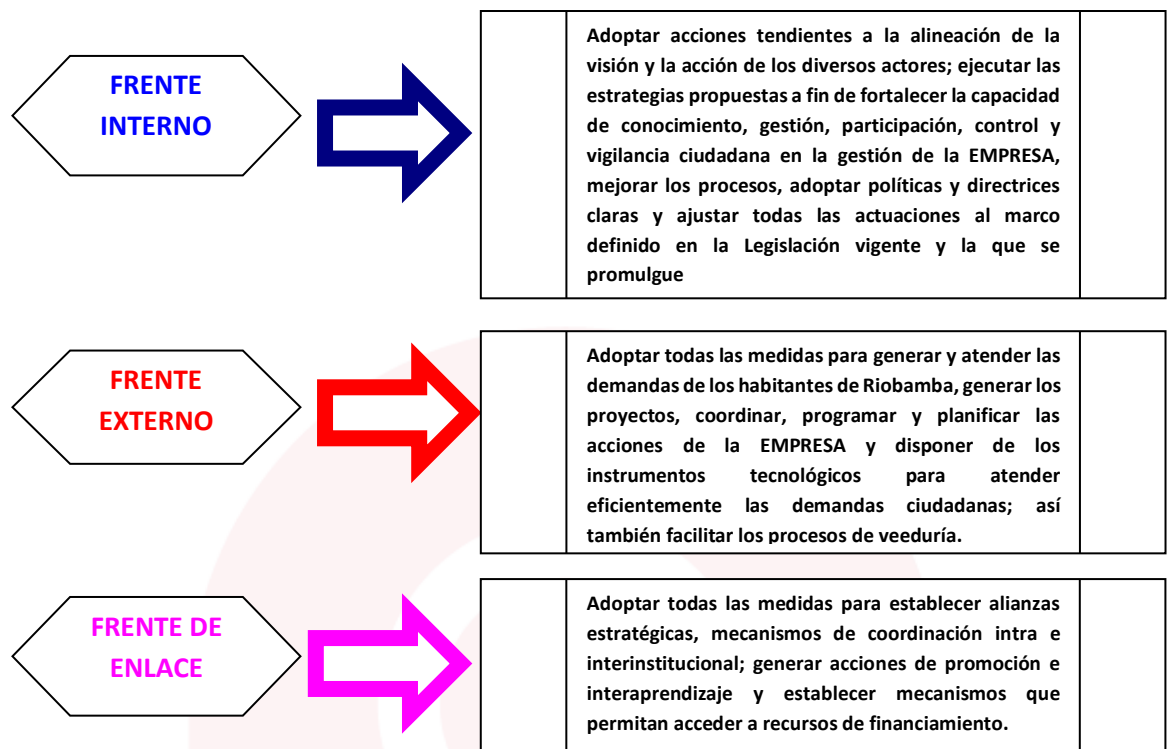 FRENTE
INTERNO
Adoptar acciones tendientes a la alineación de la
visión y la acción de los diversos actores; ejecutar las
estrategias propuestas a fin de fortalecer la capacidad
de conocimiento, gestión, participación, control y
vigilancia ciudadana en la gestión de la EMPRESA,
mejorar los procesos, adoptar políticas y directrices
claras y ajustar todas las actuaciones al marco
definido en la Legislación vigente y la que se
promulgue
FRENTE
EXTERNO
Adoptar todas las medidas para generar y atender las
demandas de los habitantes de Riobamba, generar los
proyectos, coordinar, programar y planificar las
acciones de la EMPRESA y disponer de los
instrumentos tecnológicos para atender
eficientemente las demandas ciudadanas; así
también facilitar los procesos de veeduría.
FRENTE DE
ENLACE
Adoptar todas las medidas para establecer alianzas
estratégicas, mecanismos de coordinación intra e
interinstitucional; generar acciones de promoción e
interaprendizaje y establecer mecanismos que
permitan acceder a recursos de financiamiento.